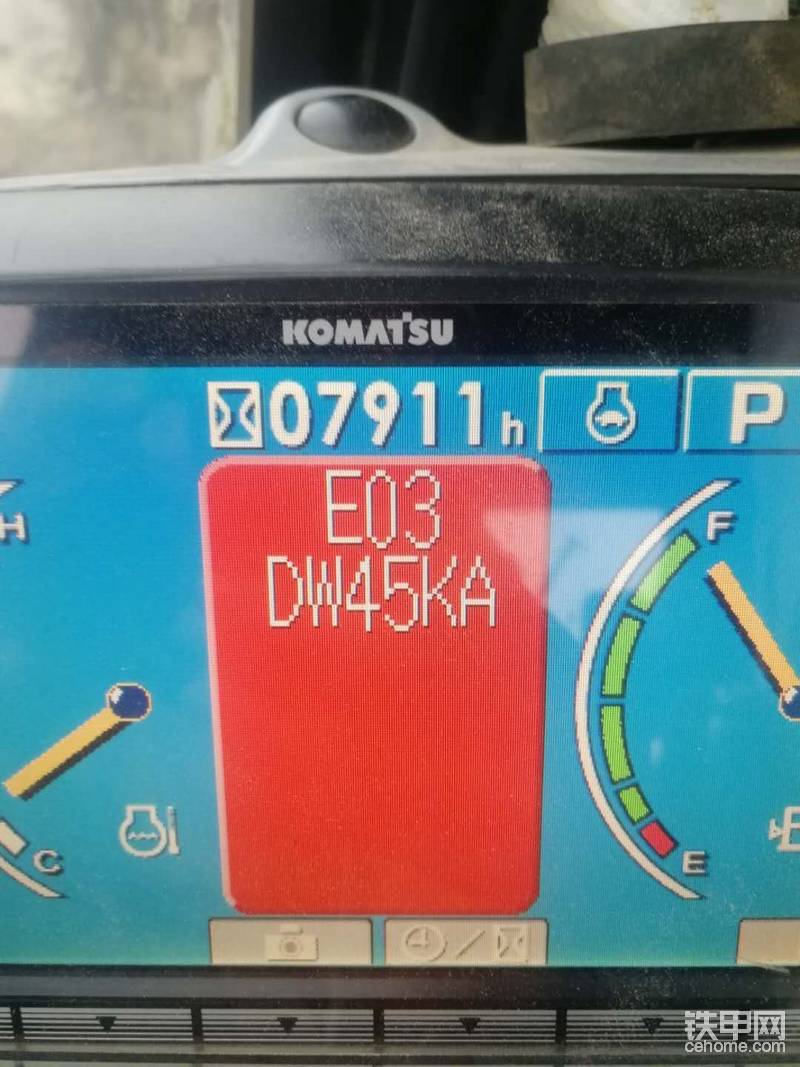 KOMATSU
07911h
P
E03
DW45KA
H
F
C
E
铁甲网
cehome.com